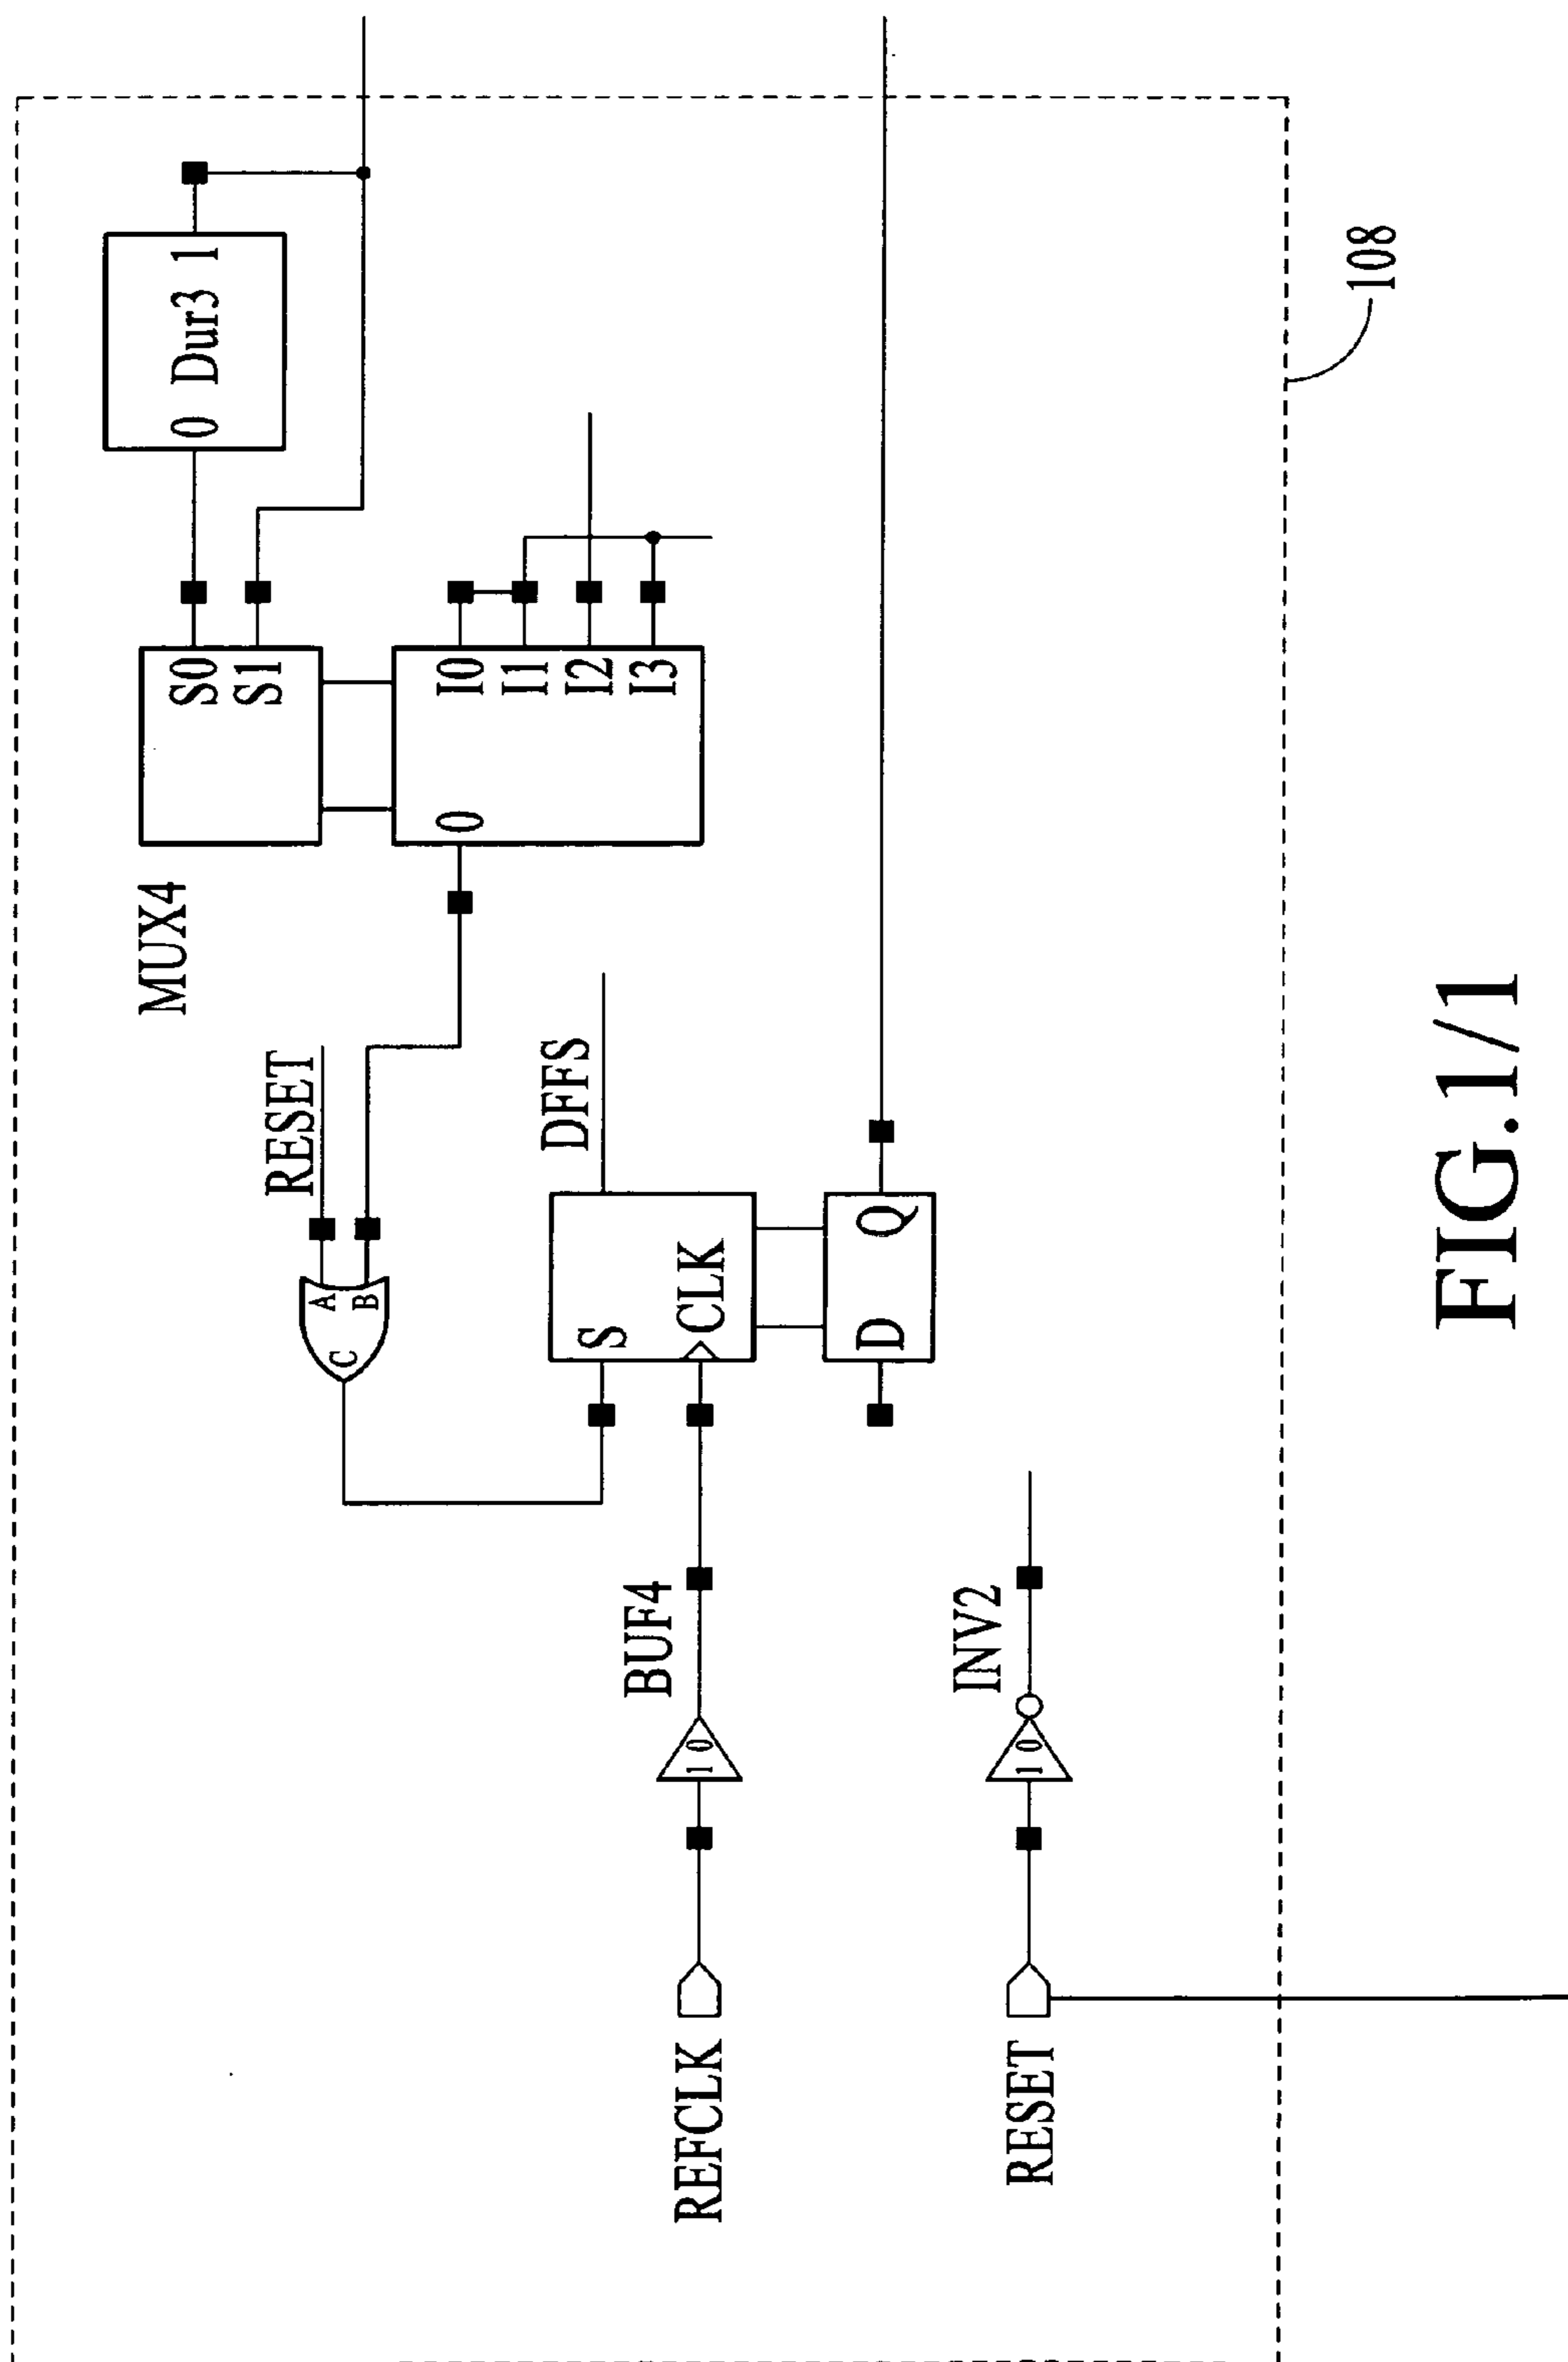 0 Dur3 1
S0
S1
MUX4
0
I0
I1
I2
I3
RESET
A
B
C
DFFS
S
CLK
D
Q
BUF4
1 0
REFCLK
INV2
1 0
RESET
108
FIG.1/1